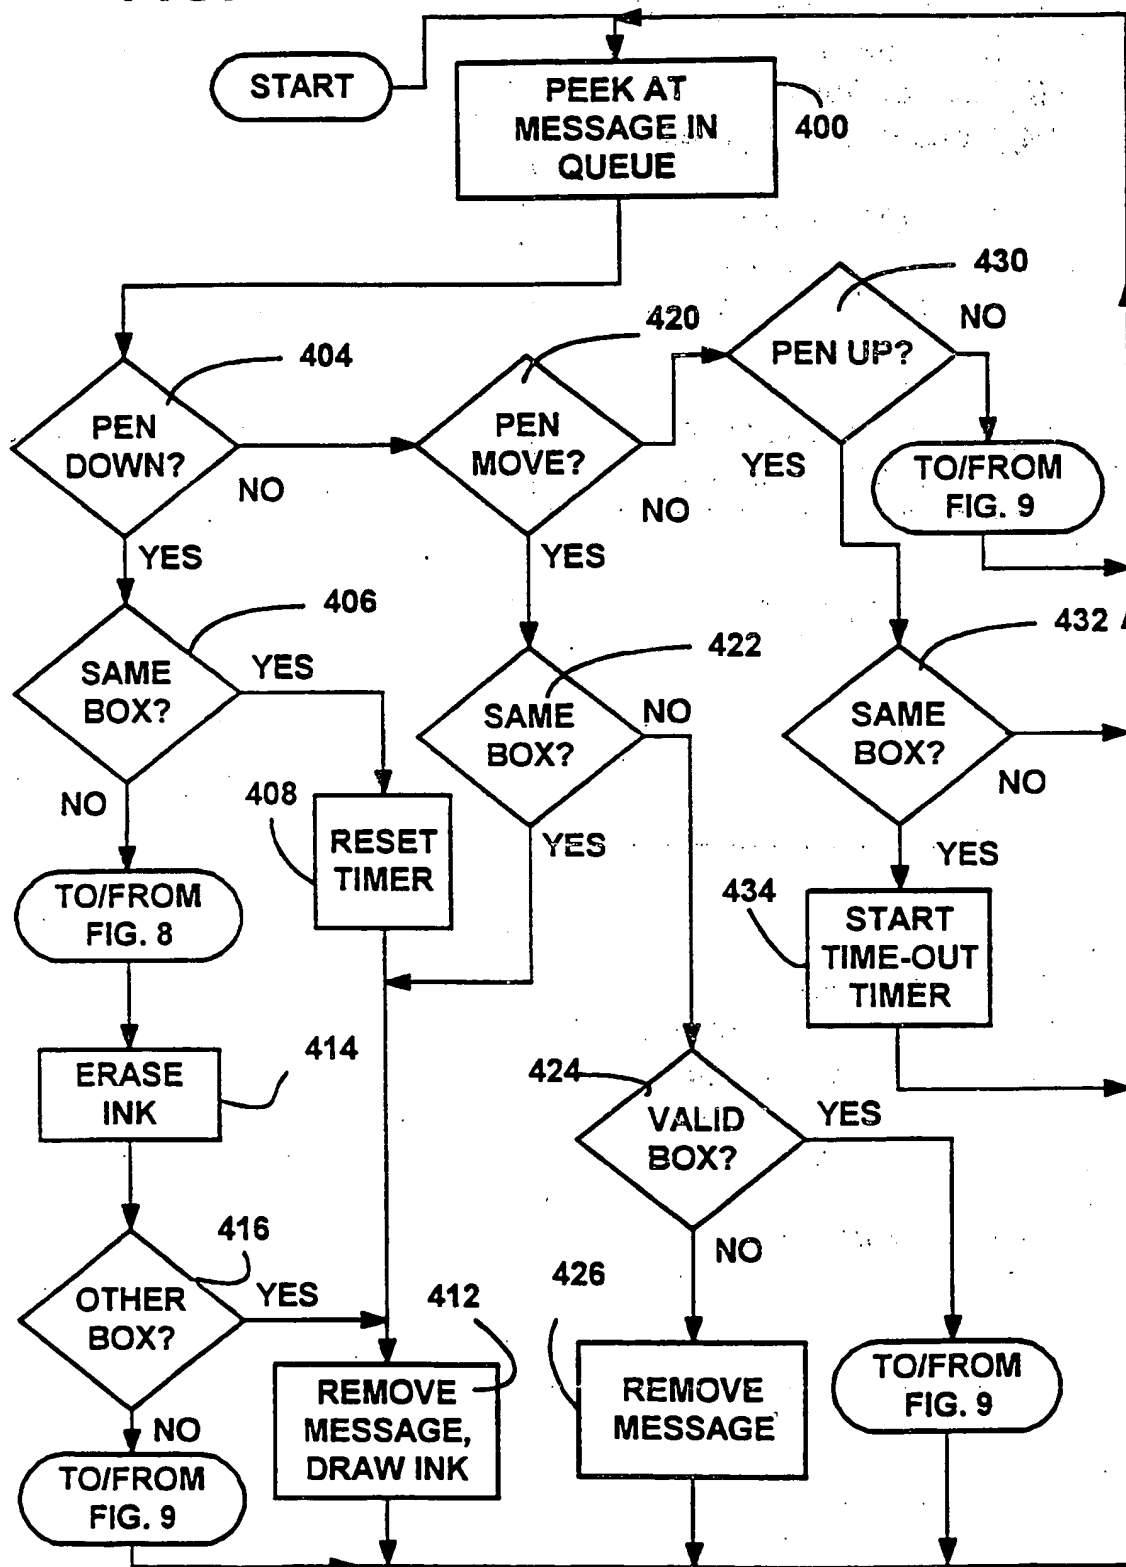 START
PEEK AT
MESSAGE IN
QUEUE
400
430
420
NO
404
PEN UP?
PEN
DOWN?
PEN
MOVE?
YES
TO/FROM
FIG. 9
NO
NO
YES
YES
406
432
422
SAME
BOX?
YES
SAME
BOX?
NO
SAME
BOX?
NO
408
NO
RESET
TIMER
YES
YES
434
TO/FROM
FIG. 8
START
TIME-OUT
TIMER
414
424
ERASE
INK
VALID
BOX?
YES
416
NO
OTHER
BOX?
YES
412
426
REMOVE
MESSAGE,
DRAW INK
REMOVE
MESSAGE
TO/FROM
FIG. 9
NO
TO/FROM
FIG. 9